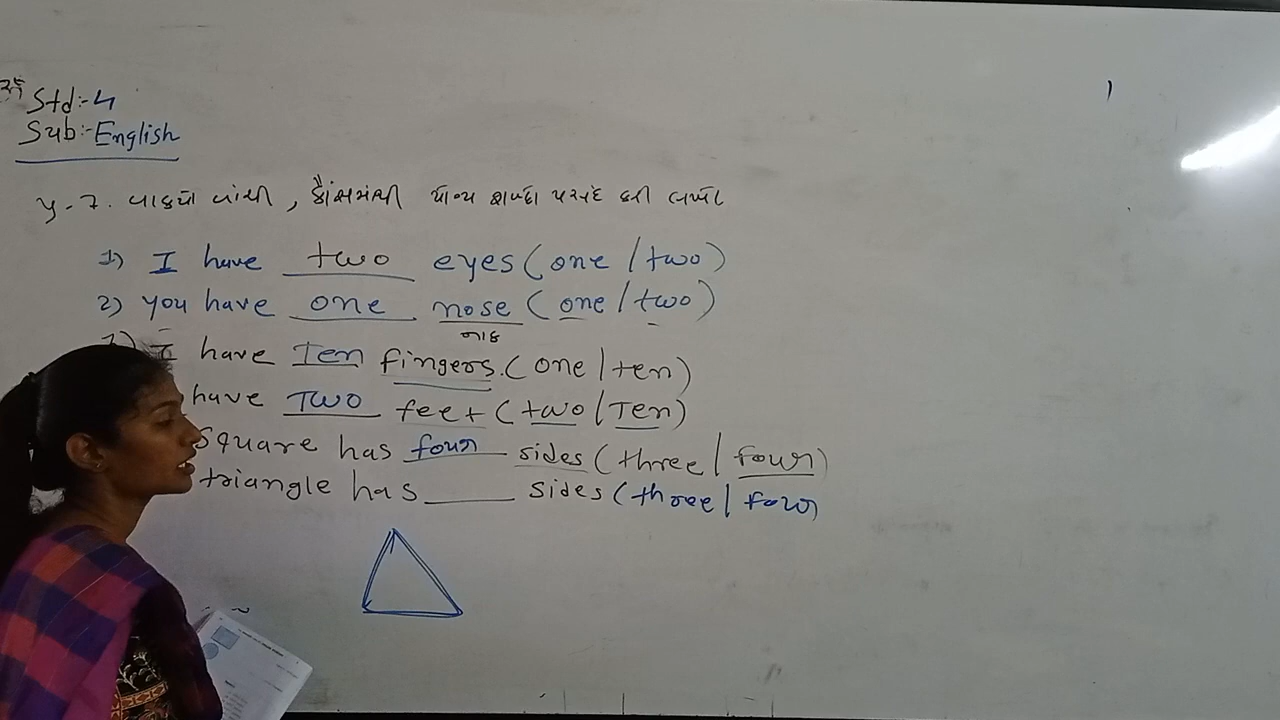 Std:-4
Sub:-English
પ્ર-7. વાક્યો વાંચી, કૌંસમાંથી યોગ્ય શબ્દો પસંદ કરી લખો
1) I have two eyes (one / two)
2) you have one nose (one / two)
નાક
I have Ten fingers. (one / ten)
have Two feet (two / Ten)
Square has four sides (three / four)
triangle has ____ sides (three / four